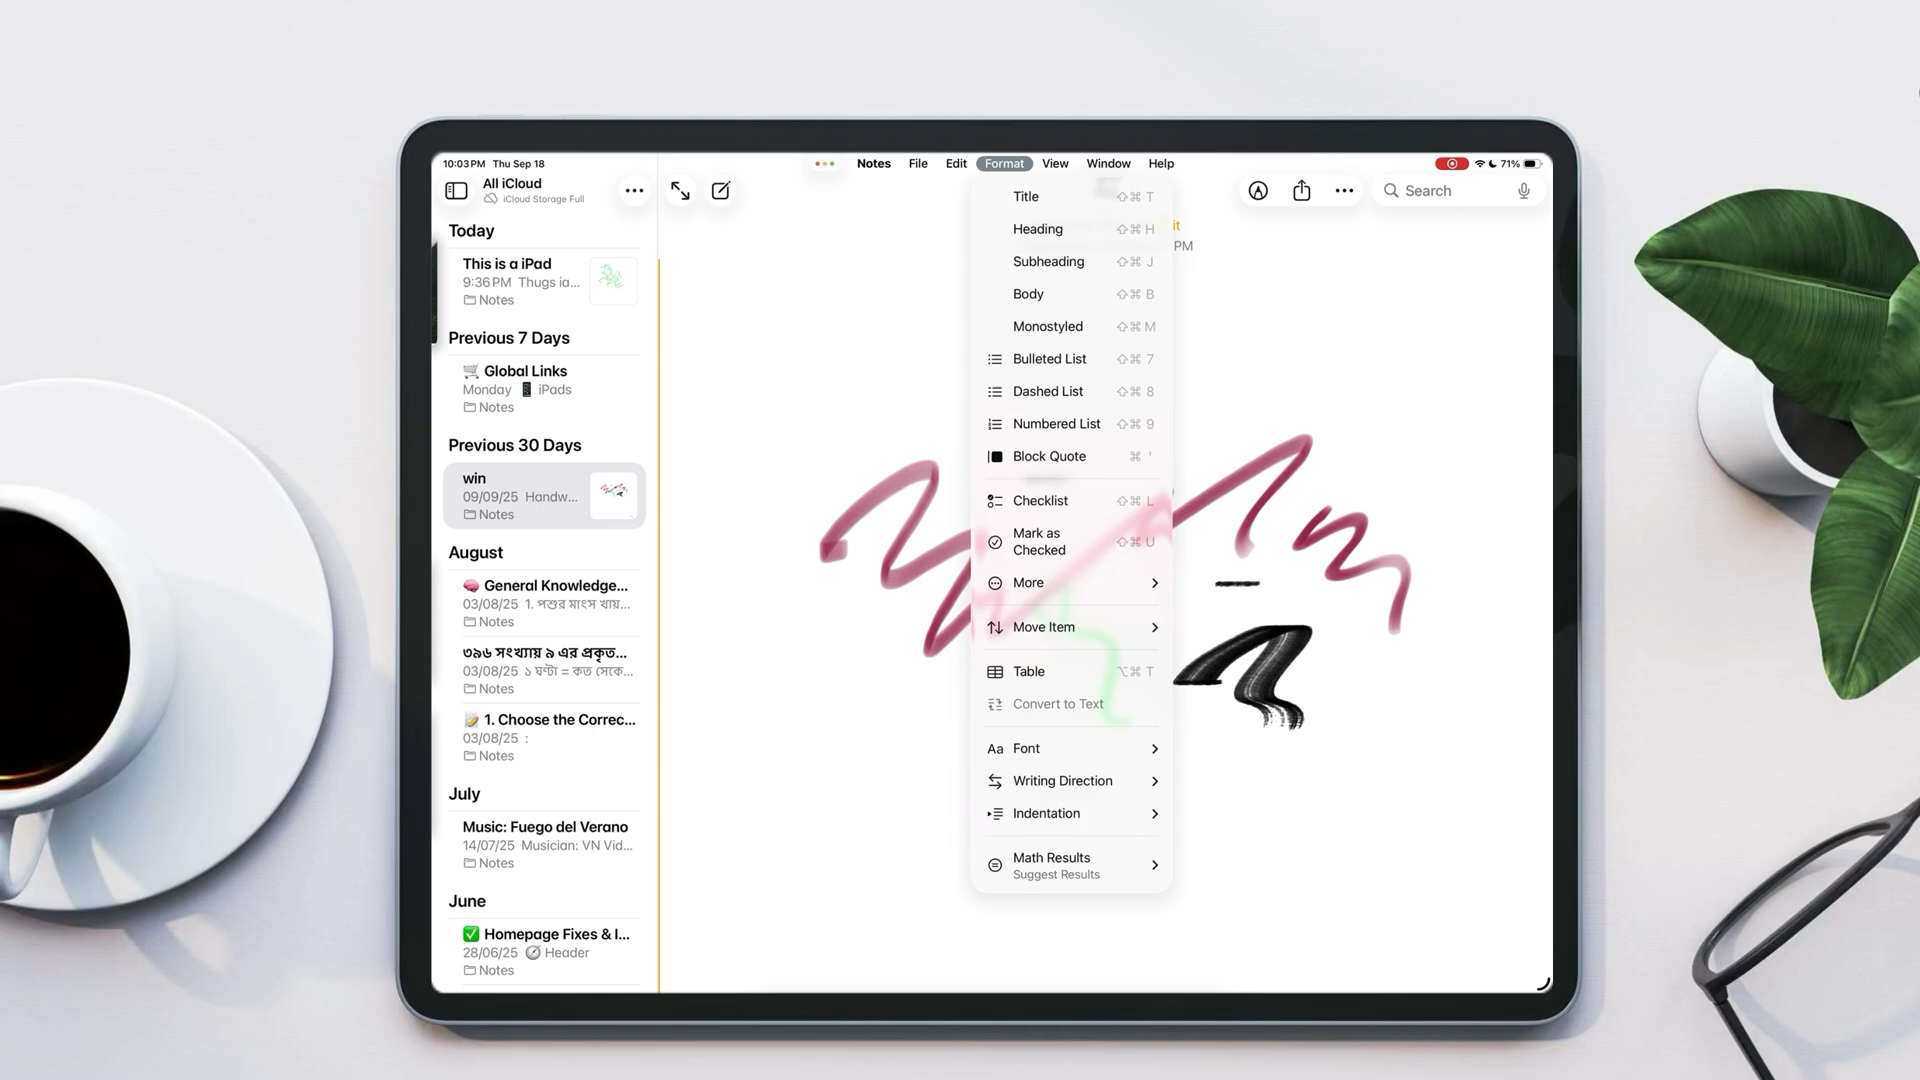 10:03 PM Thu Sep 18
Notes File Edit Format View Window Help
71%
All iCloud
iCloud Storage Full
Search
Today
This is a iPad
9:36 PM Thugs ia...
Notes
Previous 7 Days
🛒 Global Links
Monday 📱 iPads
Notes
Previous 30 Days
win
09/09/25 Handw...
Notes
August
🧠 General Knowledge...
03/08/25 1. পশুর মাংস খায়...
Notes
৩৯৬ সংখ্যায় ৯ এর প্রকৃত...
03/08/25 ১ ঘণ্টা = কত সেকে...
Notes
📝 1. Choose the Correc...
03/08/25 :
Notes
July
Music: Fuego del Verano
14/07/25 Musician: VN Vid...
Notes
June
✅ Homepage Fixes & I...
28/06/25 🧭 Header
Notes
Title ⇧⌘ T
Heading ⇧⌘ H
Subheading ⇧⌘ J
Body ⇧⌘ B
Monostyled ⇧⌘ M
Bulleted List ⇧⌘ 7
Dashed List ⇧⌘ 8
Numbered List ⇧⌘ 9
Block Quote ⌘ '
Checklist ⇧⌘ L
Mark as
Checked ⇧⌘ U
More
Move Item
Table ⌥⌘ T
Convert to Text
Aa Font
Writing Direction
Indentation
Math Results
Suggest Results
it
PM